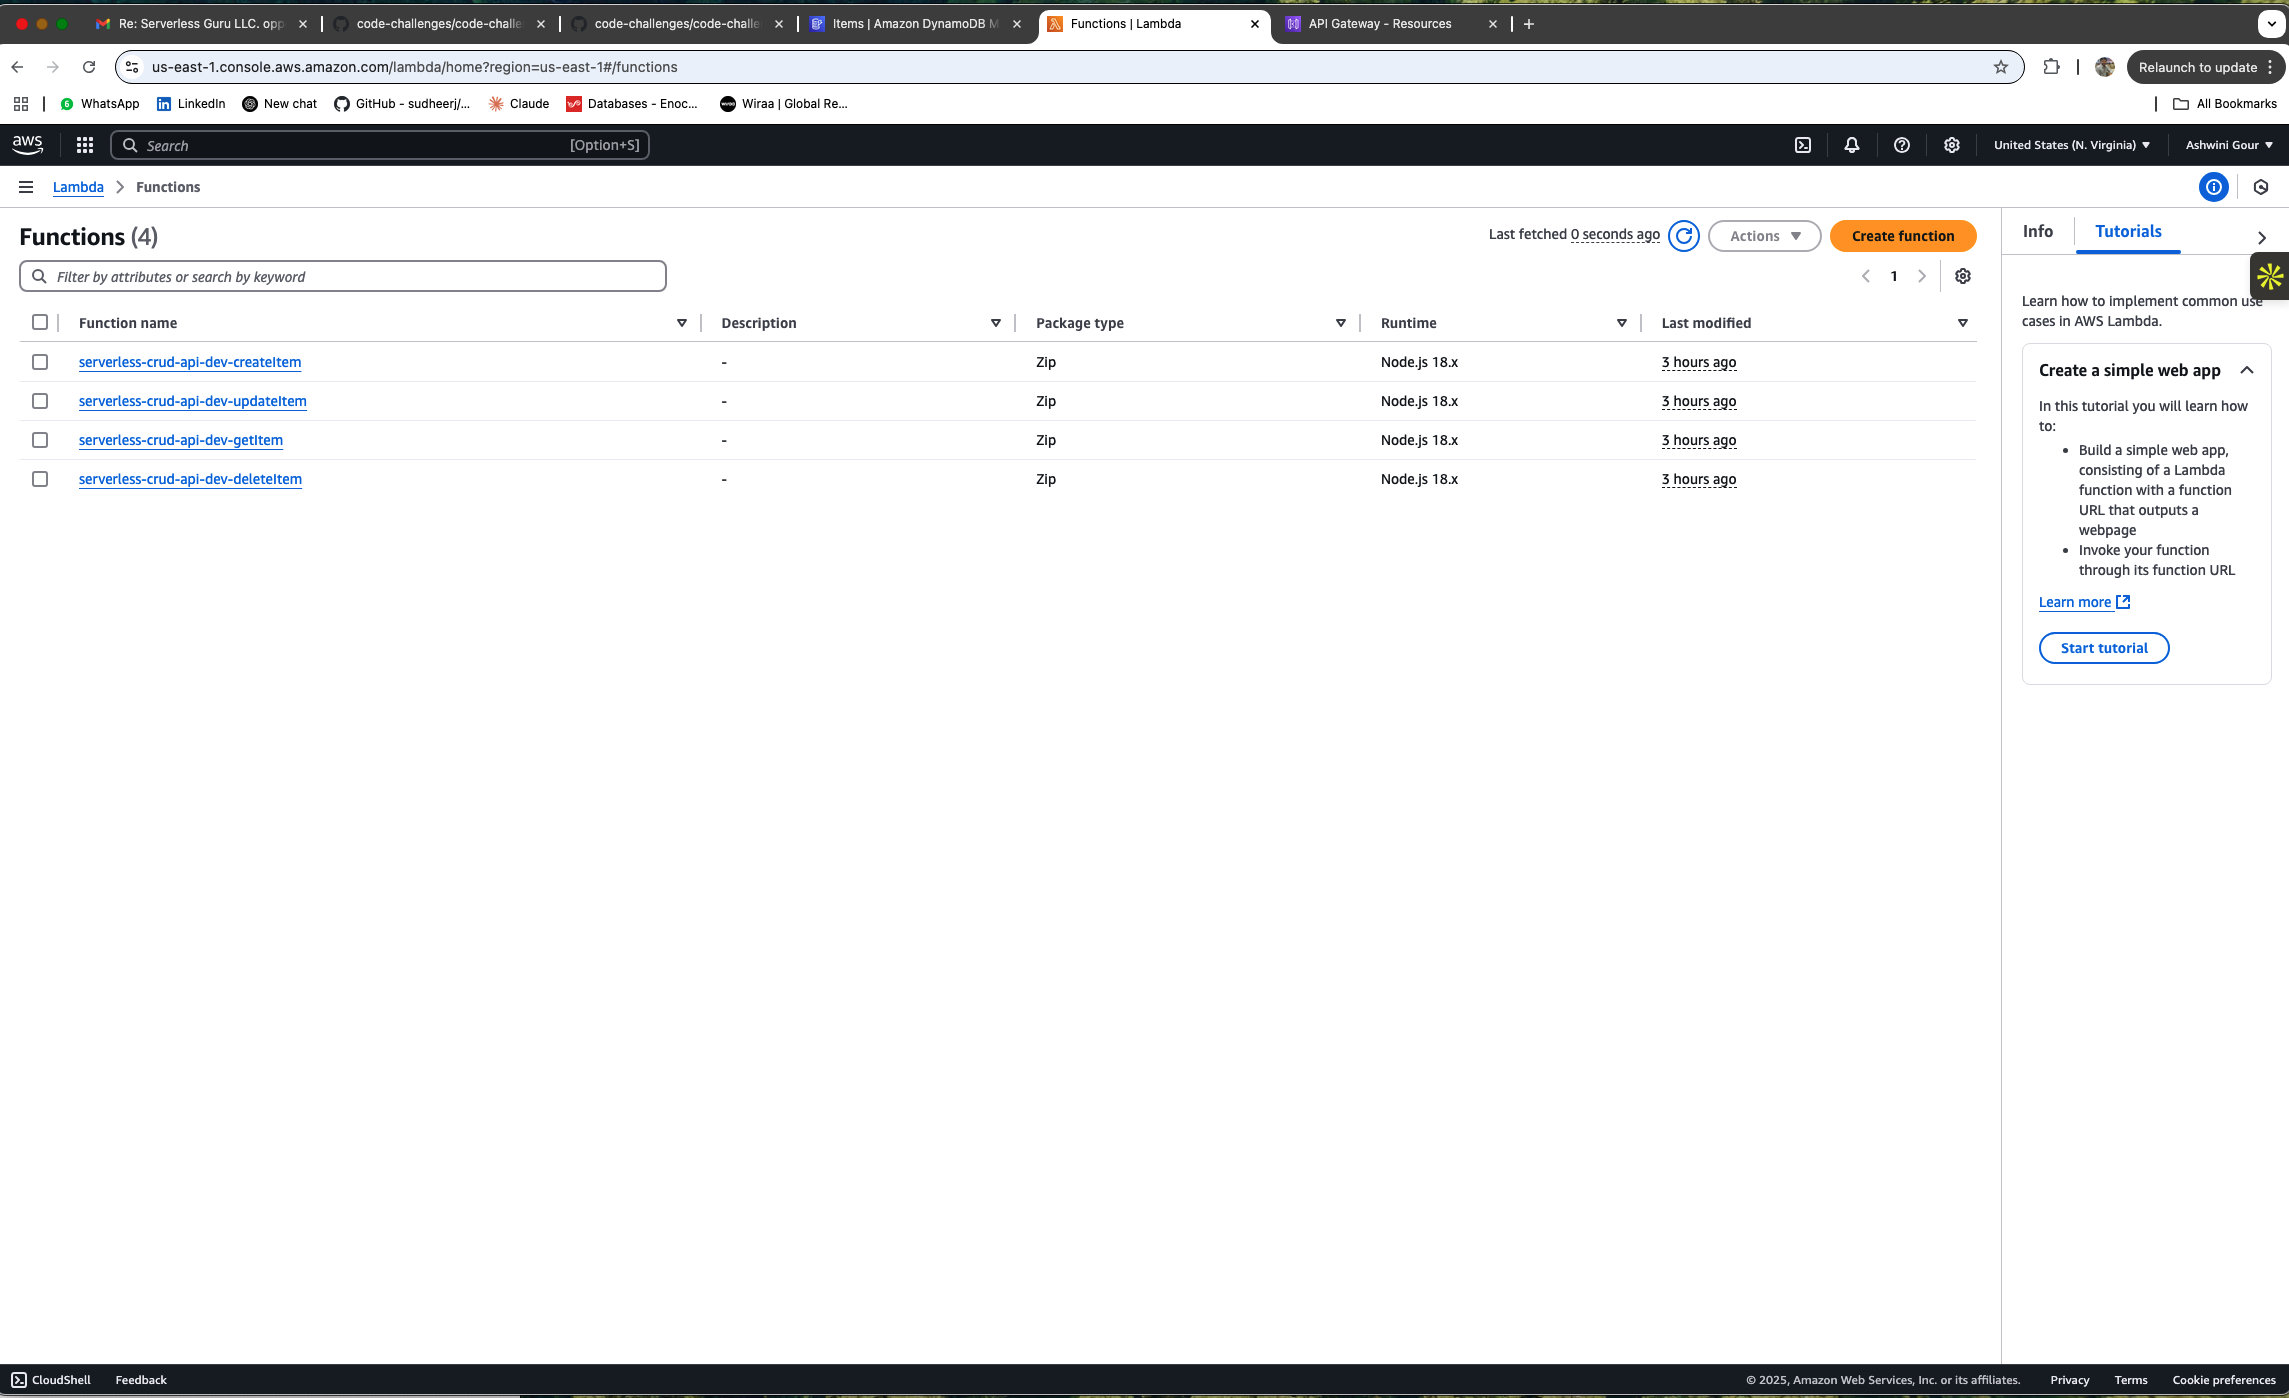 Re: Serverless Guru LLC. opp
code-challenges/code-challe
code-challenges/code-challe
Items | Amazon DynamoDB M
Functions | Lambda
API Gateway - Resources
us-east-1.console.aws.amazon.com/lambda/home?region=us-east-1#/functions
Relaunch to update
WhatsApp
LinkedIn
New chat
GitHub - sudheerj/...
Claude
Databases - Enoc...
Wiraa | Global Re...
All Bookmarks
aws
Search
[Option+S]
United States (N. Virginia)
Ashwini Gour
Lambda
Functions
Functions (4)
Last fetched 0 seconds ago
Actions
Create function
Filter by attributes or search by keyword
1
Function name
Description
Package type
Runtime
Last modified
serverless-crud-api-dev-createItem
-
Zip
Node.js 18.x
3 hours ago
serverless-crud-api-dev-updateItem
-
Zip
Node.js 18.x
3 hours ago
serverless-crud-api-dev-getItem
-
Zip
Node.js 18.x
3 hours ago
serverless-crud-api-dev-deleteItem
-
Zip
Node.js 18.x
3 hours ago
Info
Tutorials
Learn how to implement common use
cases in AWS Lambda.
Create a simple web app
In this tutorial you will learn how
to:
• Build a simple web app,
consisting of a Lambda
function with a function
URL that outputs a
webpage
• Invoke your function
through its function URL
Learn more
Start tutorial
CloudShell
Feedback
© 2025, Amazon Web Services, Inc. or its affiliates.
Privacy
Terms
Cookie preferences